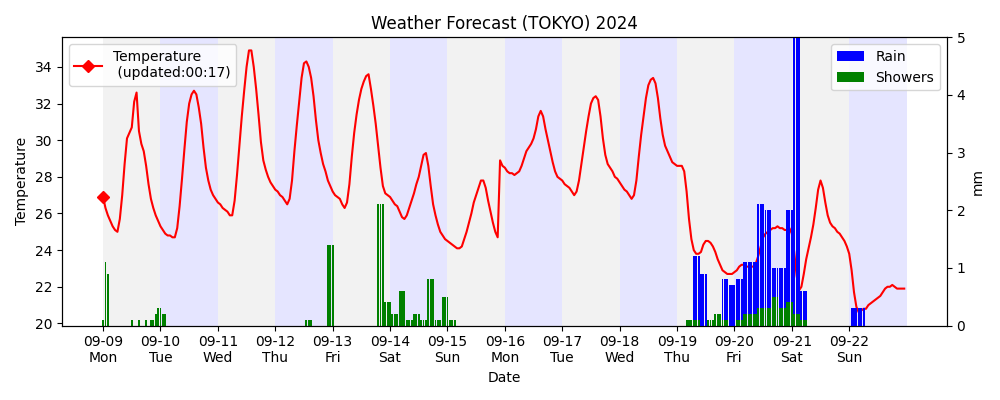 Weather Forecast (TOKYO) 2024
Temperature
(updated:00:17)
Rain
Showers
34
32
30
28
26
24
22
20
Temperature
5
4
3
2
1
0
mm
09-09 09-10 09-11 09-12 09-13 09-14 09-15 09-16 09-17 09-18 09-19 09-20 09-21 09-22
Mon Tue Wed Thu Fri Sat Sun Mon Tue Wed Thu Fri Sat Sun
Date